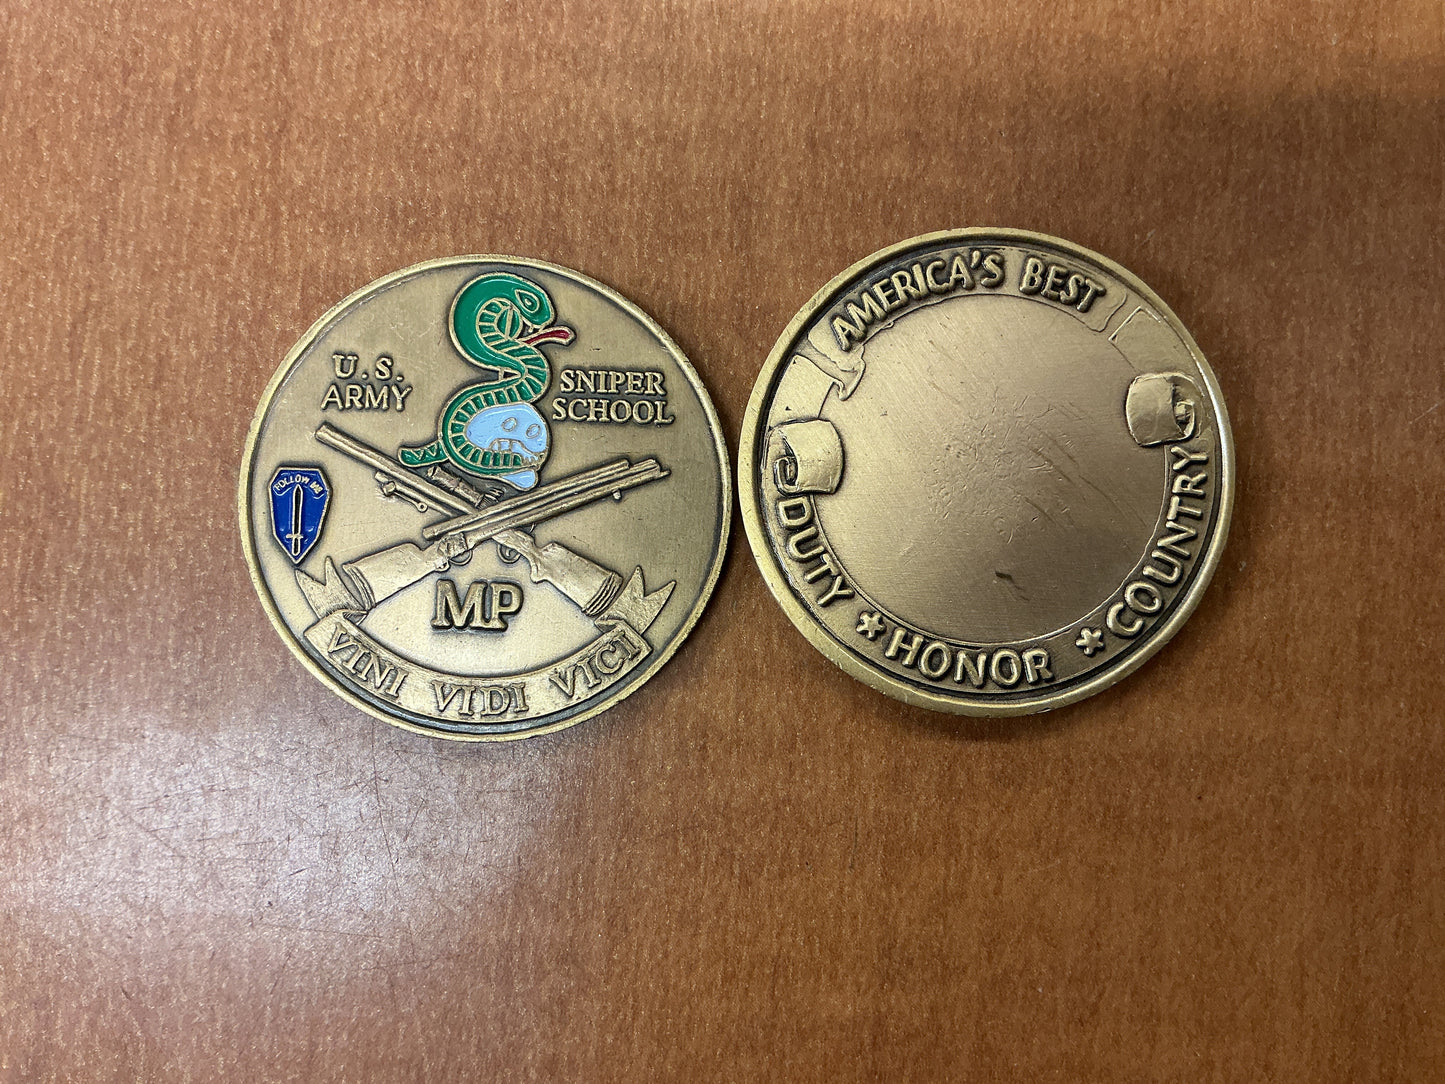 U.S.
ARMY
SNIPER
SCHOOL
FOLLOW ME
MP
VINI VIDI VICI
AMERICA'S BEST
DUTY ★ HONOR ★ COUNTRY